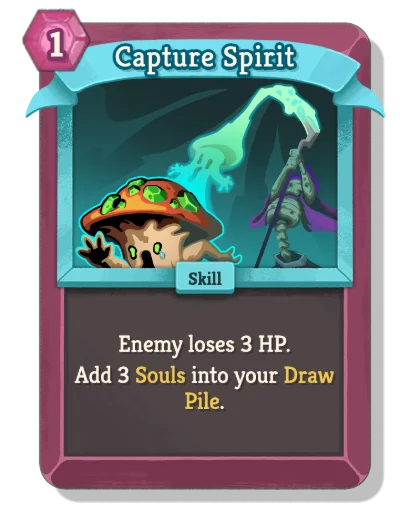 1
Capture Spirit
Skill
Enemy loses 3 HP.
Add 3 Souls into your Draw
Pile.